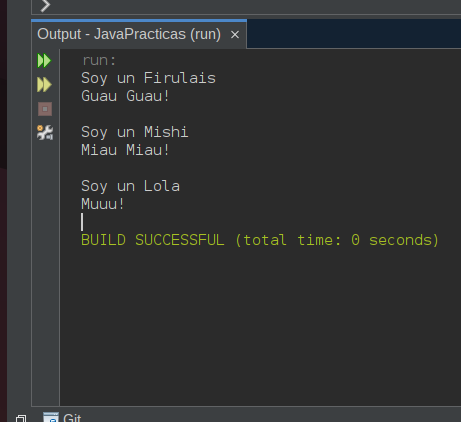 Output - JavaPracticas (run) ×
run:
Soy un Firulais
Guau Guau!
Soy un Mishi
Miau Miau!
Soy un Lola
Muuu!
BUILD SUCCESSFUL (total time: 0 seconds)
Git